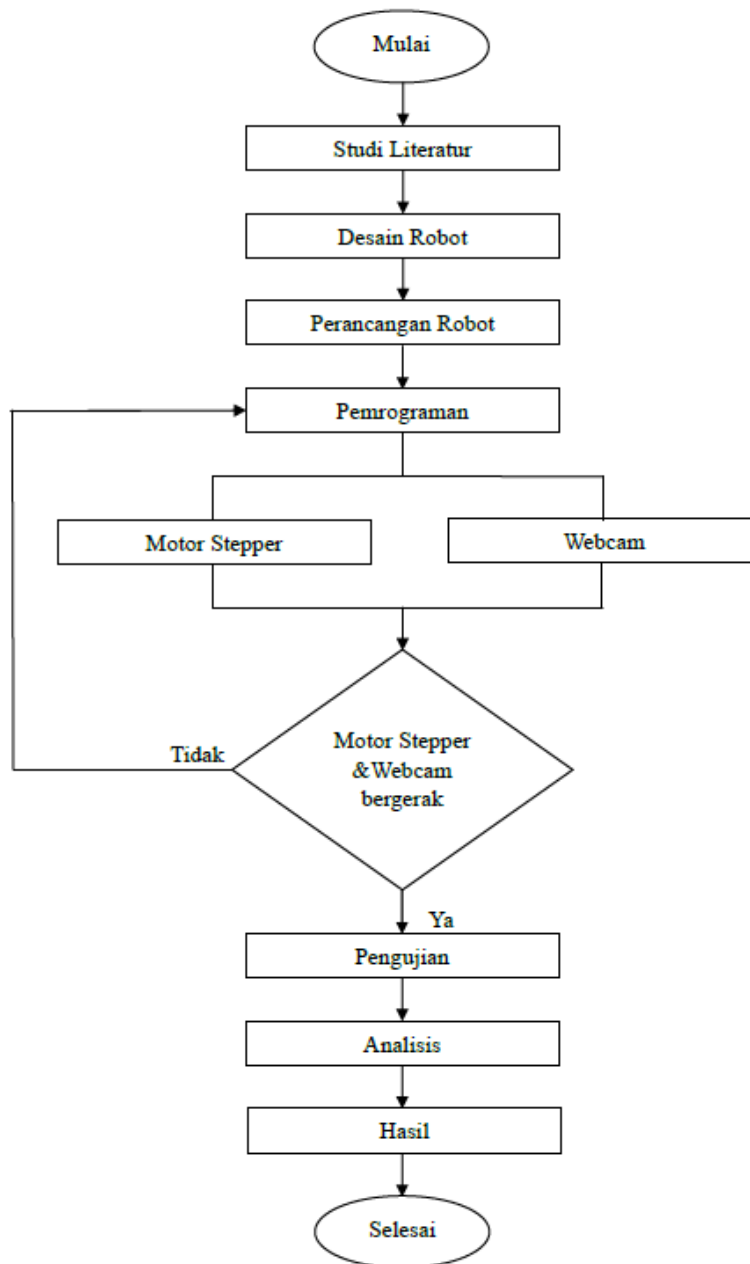 Mulai
Studi Literatur
Desain Robot
Perancangan Robot
Pemrograman
Motor Stepper
Webcam
Tidak
Motor Stepper
&Webcam
bergerak
Ya
Pengujian
Analisis
Hasil
Selesai